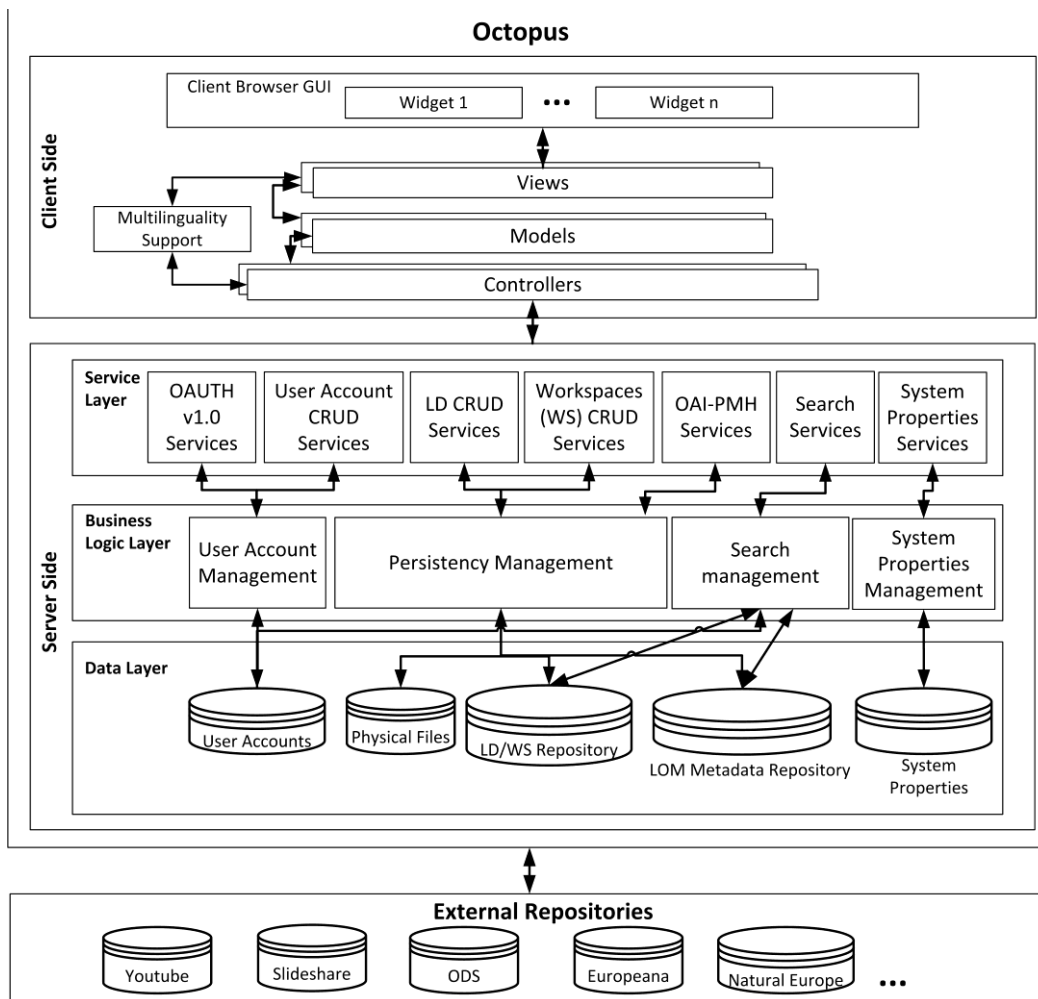 Octopus
Client Side
Client Browser GUI
Widget 1
...
Widget n
Views
Multilinguality
Support
Models
Controllers
Server Side
Service
Layer
OAUTH
v1.0
Services
User Account
CRUD
Services
LD CRUD
Services
Workspaces
(WS) CRUD
Services
OAI-PMH
Services
Search
Services
System
Properties
Services
Business
Logic Layer
User Account
Management
Persistency Management
Search
management
System
Properties
Management
Data Layer
User Accounts
Physical Files
LD/WS Repository
LOM Metadata Repository
System
Properties
External Repositories
Youtube
Slideshare
ODS
Europeana
Natural Europe
...